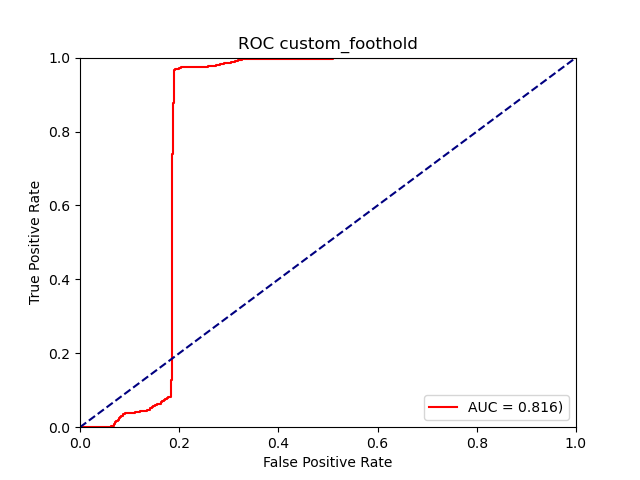 ROC custom_foothold
1.0
0.8
0.6
0.4
0.2
0.0
True Positive Rate
AUC = 0.816)
0.0 0.2 0.4 0.6 0.8 1.0
False Positive Rate